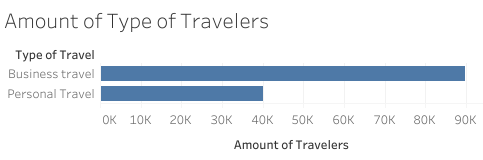 Amount of Type of Travelers
Type of Travel
Business travel
Personal Travel
0K 10K 20K 30K 40K 50K 60K 70K 80K 90K
Amount of Travelers